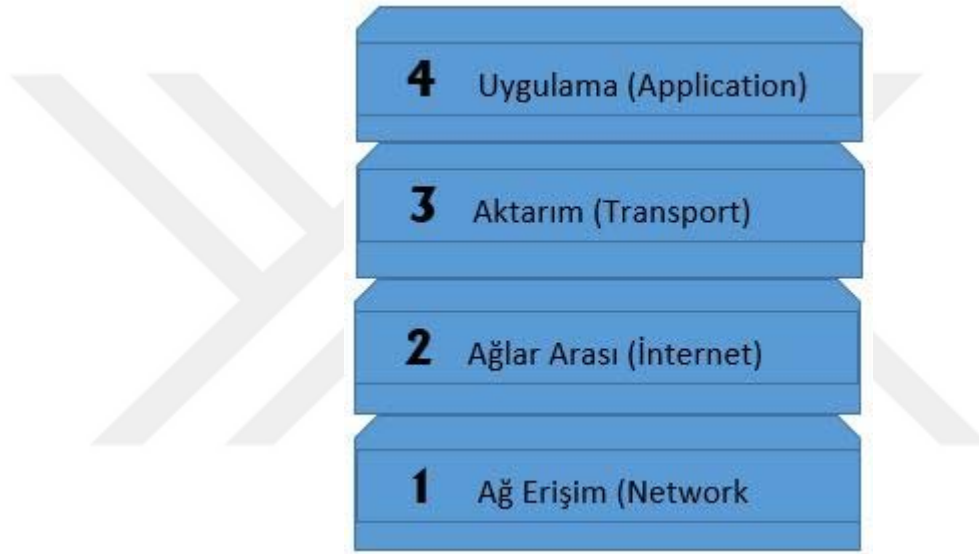 4 Uygulama (Application)
3 Aktarım (Transport)
2 Ağlar Arası (İnternet)
1 Ağ Erişim (Network